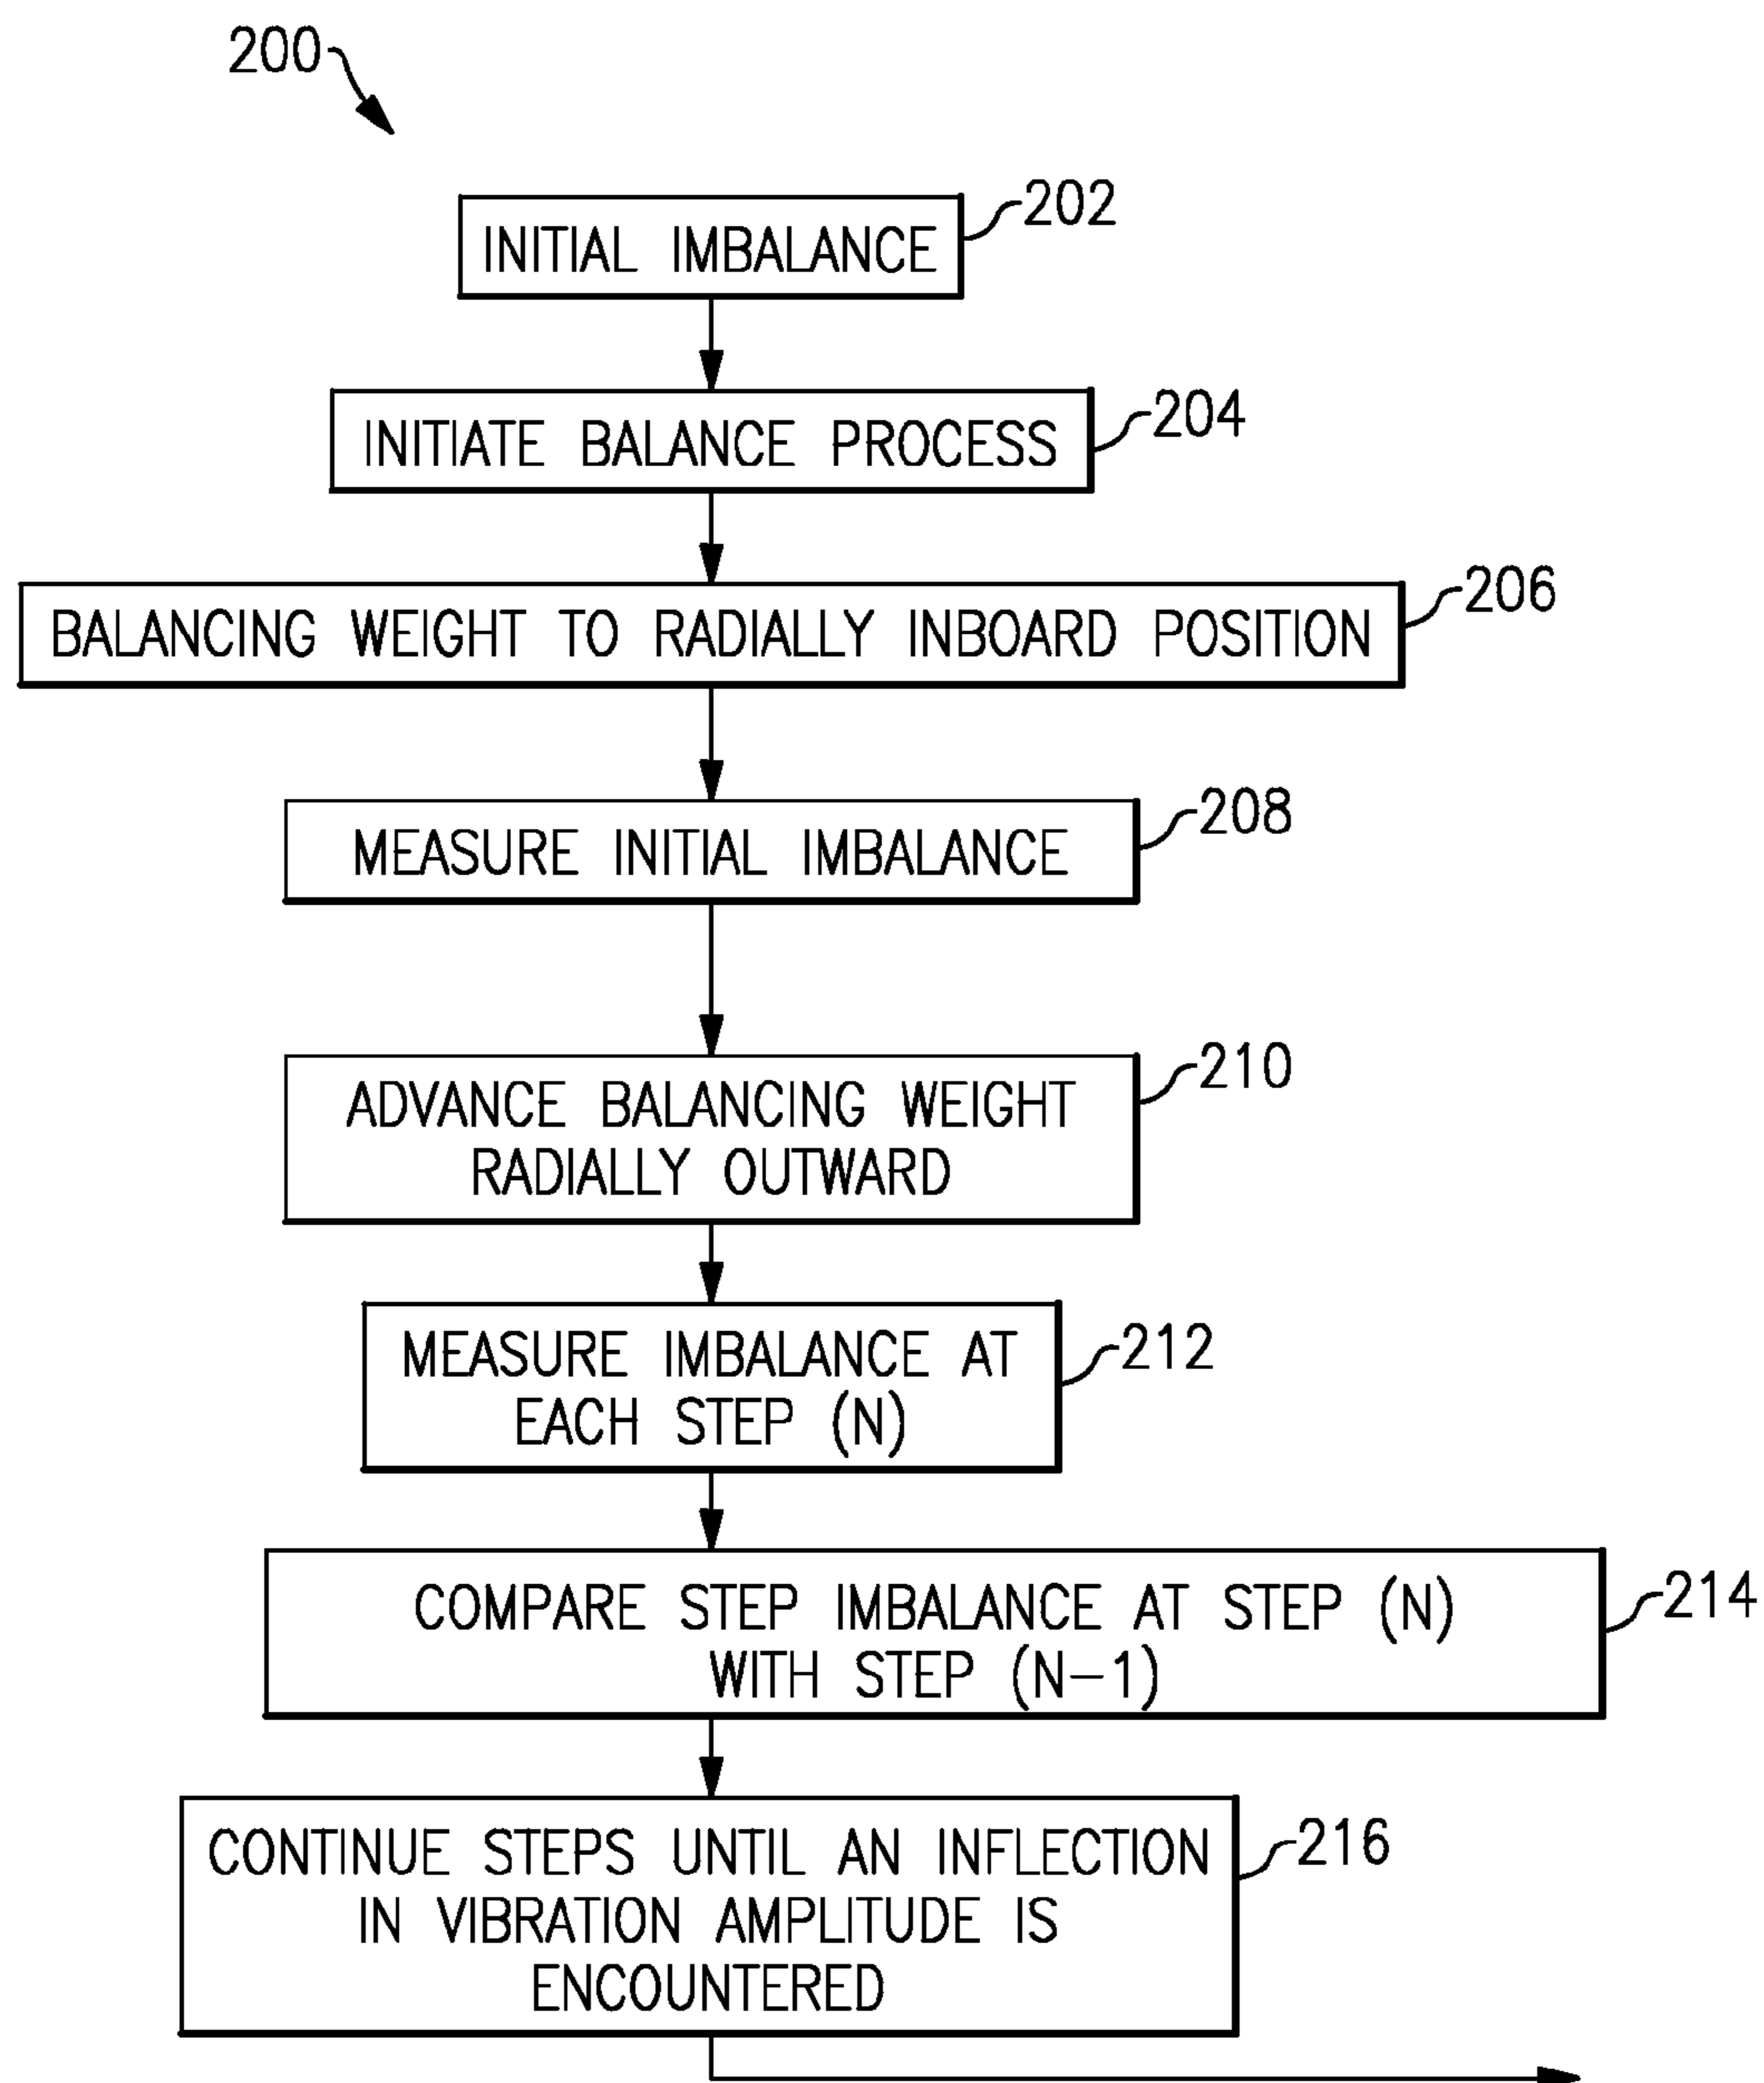 200
INITIAL IMBALANCE
202
INITIATE BALANCE PROCESS
204
BALANCING WEIGHT TO RADIALLY INBOARD POSITION
206
MEASURE INITIAL IMBALANCE
208
ADVANCE BALANCING WEIGHT
RADIALLY OUTWARD
210
MEASURE IMBALANCE AT
EACH STEP (N)
212
COMPARE STEP IMBALANCE AT STEP (N)
WITH STEP (N-1)
214
CONTINUE STEPS UNTIL AN INFLECTION
IN VIBRATION AMPLITUDE IS
ENCOUNTERED
216